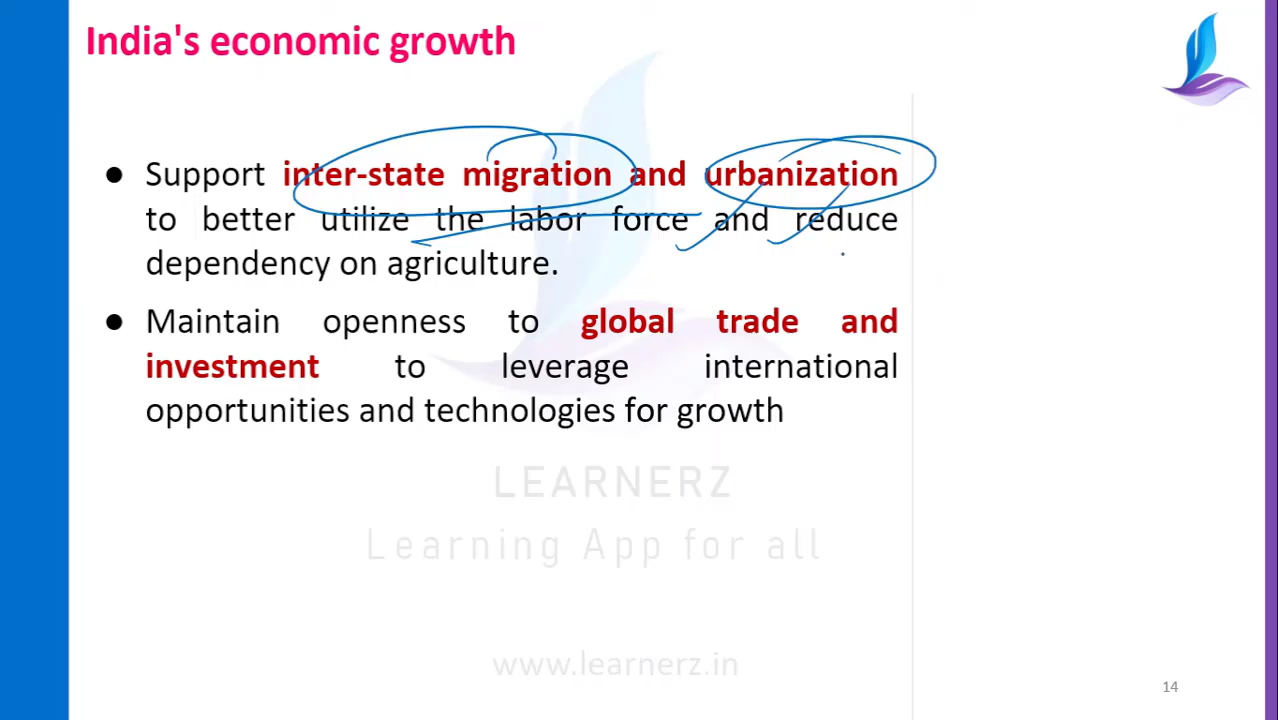 India's economic growth
● Support inter-state migration and urbanization
to better utilize the labor force and reduce
dependency on agriculture.
● Maintain openness to global trade and
investment to leverage international
opportunities and technologies for growth
LEARNERZ
Learning App for all
www.learnerz.in
14